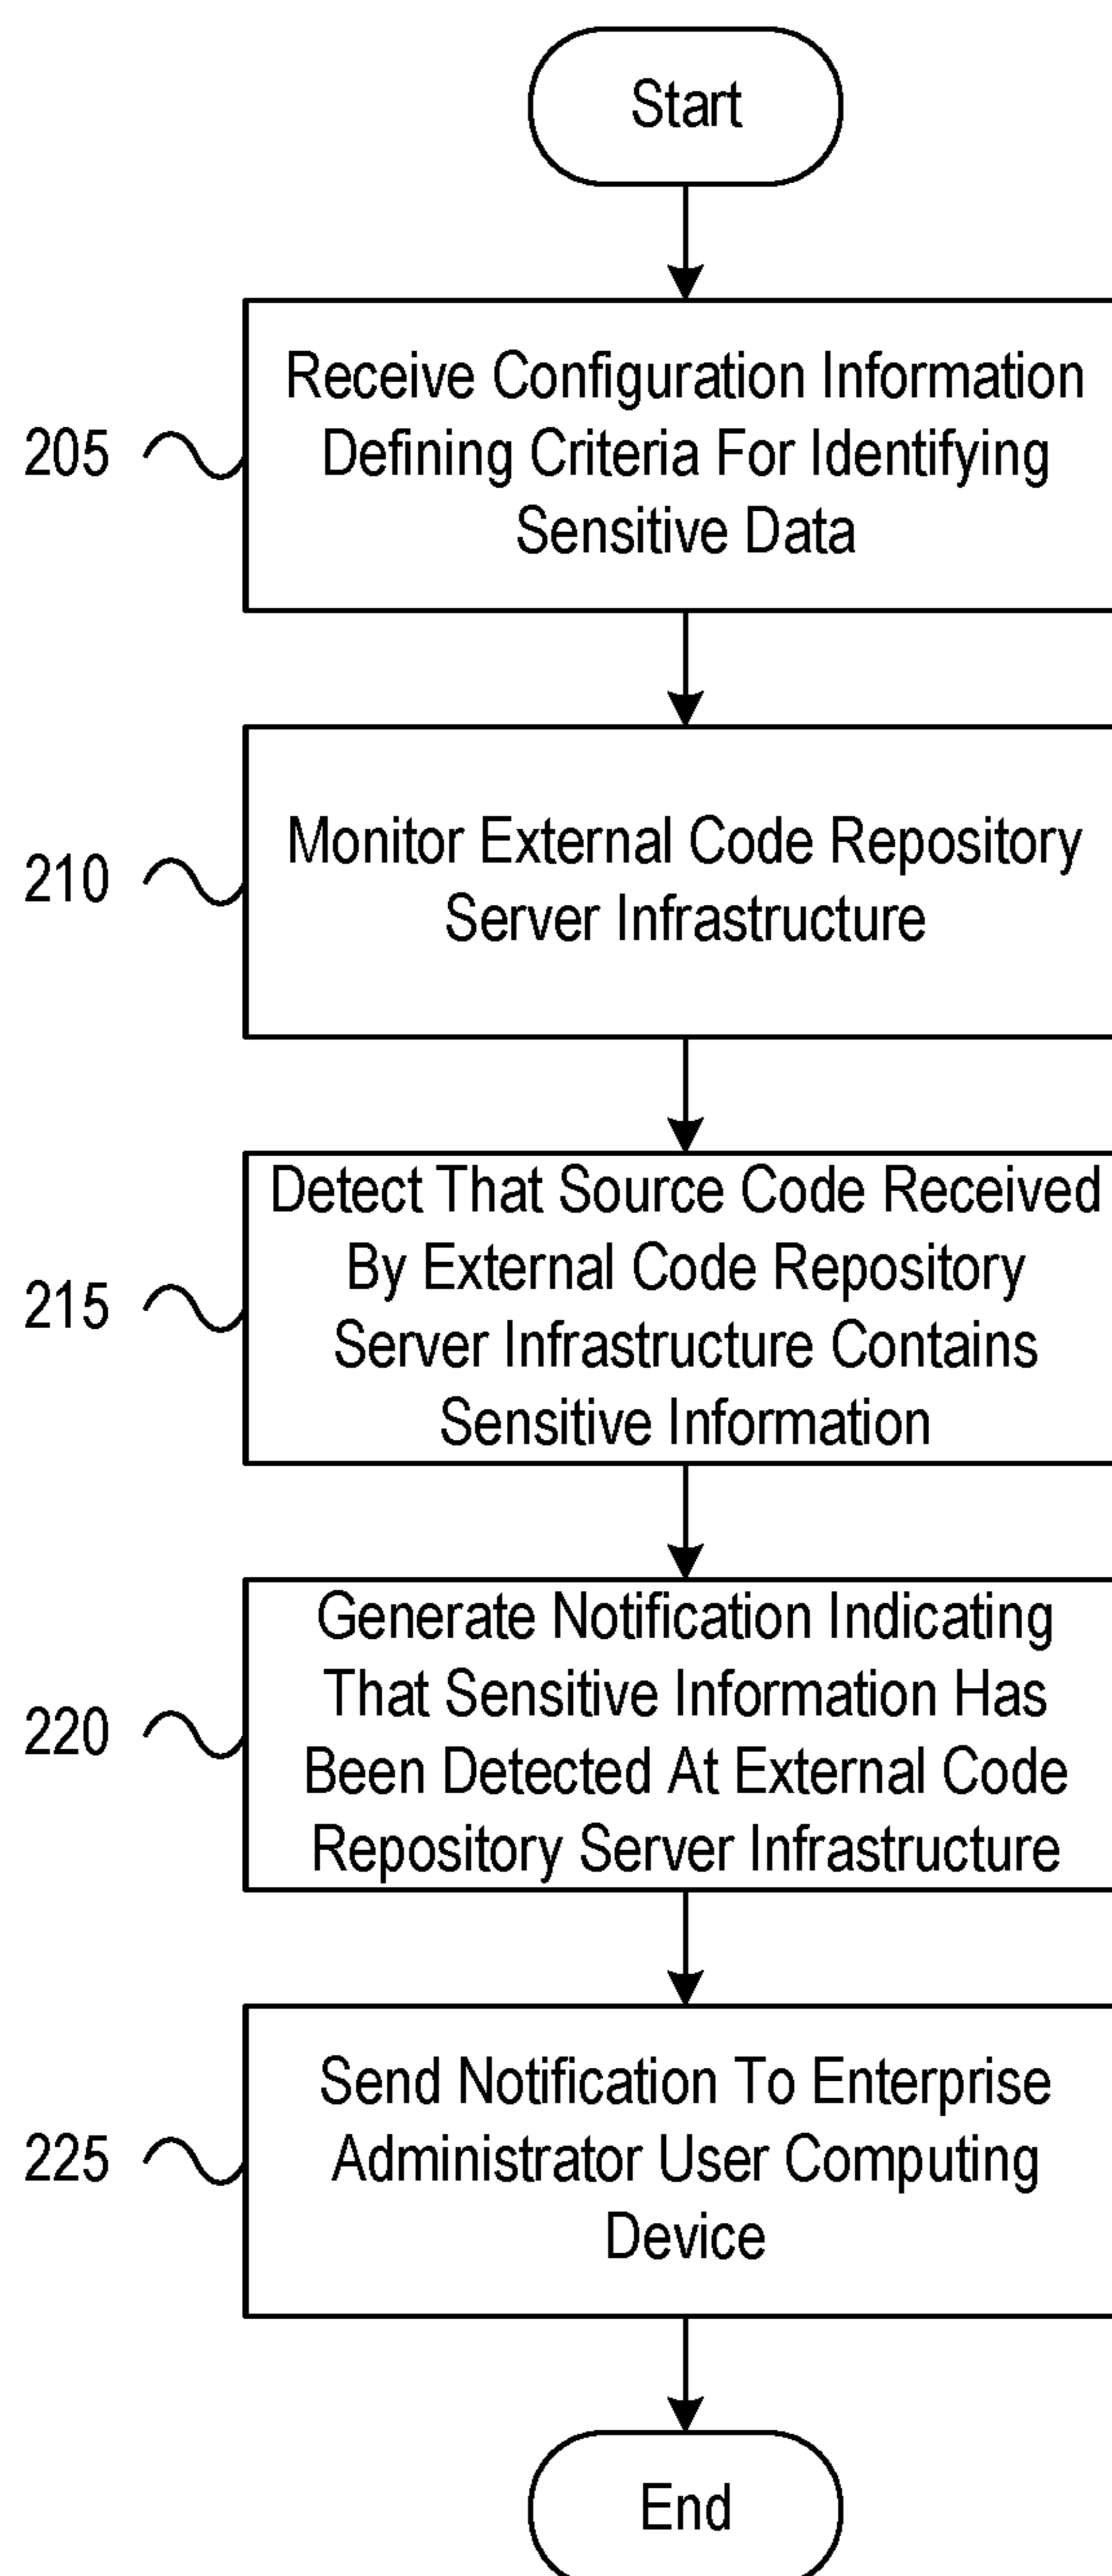 Start
205
Receive Configuration Information
Defining Criteria For Identifying
Sensitive Data
210
Monitor External Code Repository
Server Infrastructure
215
Detect That Source Code Received
By External Code Repository
Server Infrastructure Contains
Sensitive Information
220
Generate Notification Indicating
That Sensitive Information Has
Been Detected At External Code
Repository Server Infrastructure
225
Send Notification To Enterprise
Administrator User Computing
Device
End